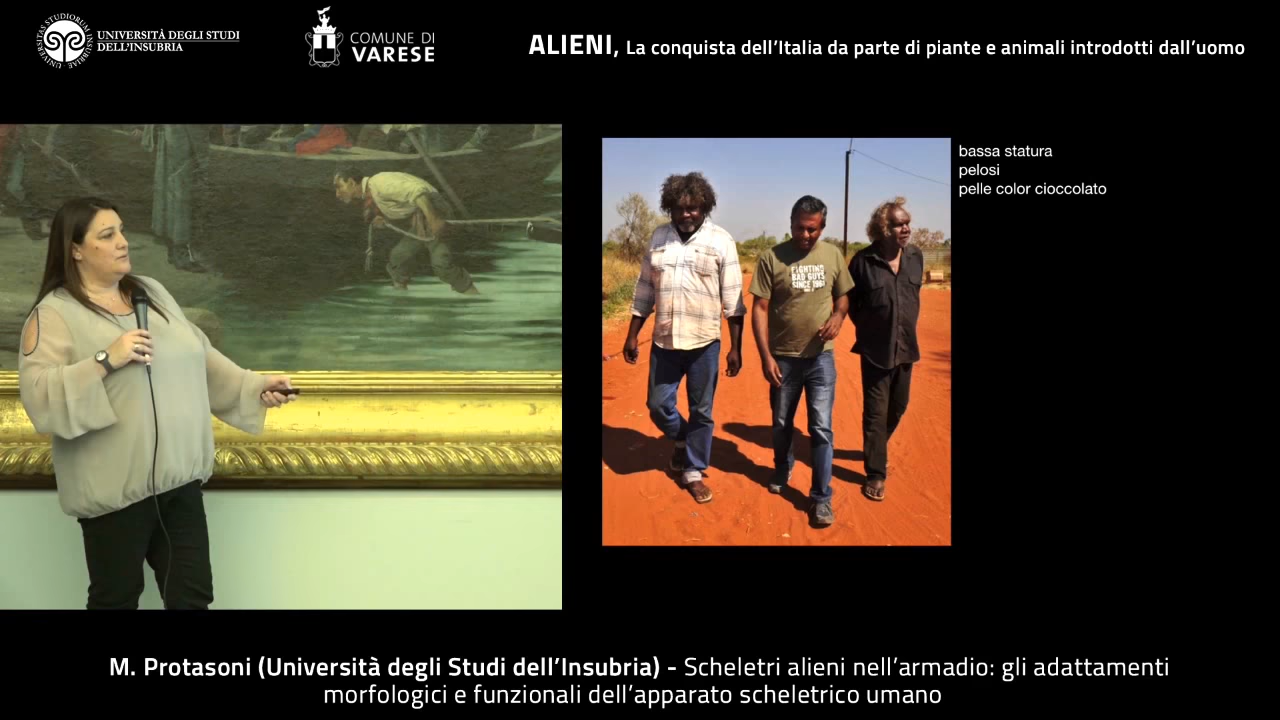 UNIVERSITÀ DEGLI STUDI
DELL'INSUBRIA
COMUNE DI
VARESE
ALIENI, La conquista dell'Italia da parte di piante e animali introdotti dall'uomo
bassa statura
pelosi
pelle color cioccolato
FIGHTING
BAD GUYS
SINCE 1961
M. Protasoni (Università degli Studi dell'Insubria) - Scheletri alieni nell'armadio: gli adattamenti
morfologici e funzionali dell'apparato scheletrico umano